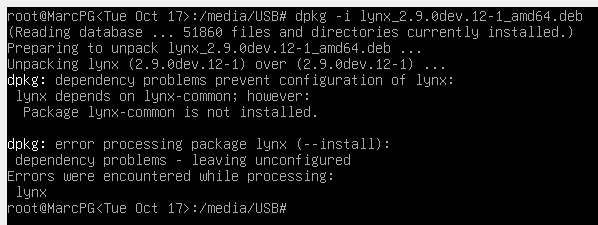 root@MarcPG<Tue Oct 17>:/media/USB# dpkg -i lynx_2.9.0dev.12-1_amd64.deb
(Reading database ... 51860 files and directories currently installed.)
Preparing to unpack lynx_2.9.0dev.12-1_amd64.deb ...
Unpacking lynx (2.9.0dev.12-1) over (2.9.0dev.12-1) ...
dpkg: dependency problems prevent configuration of lynx:
 lynx depends on lynx-common; however:
  Package lynx-common is not installed.

dpkg: error processing package lynx (--install):
 dependency problems - leaving unconfigured
Errors were encountered while processing:
 lynx
root@MarcPG<Tue Oct 17>:/media/USB#